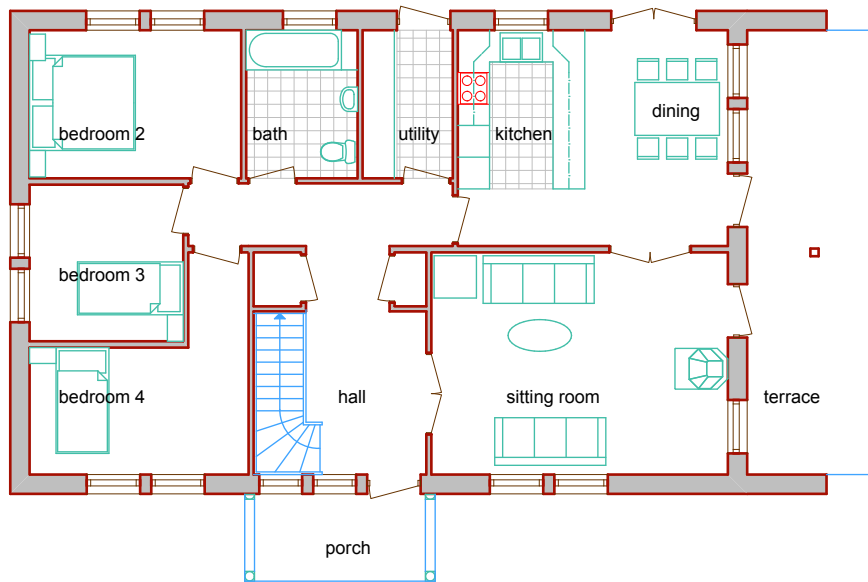 dining
bedroom 2
bath
utility
kitchen
bedroom 3
bedroom 4
hall
sitting room
terrace
porch